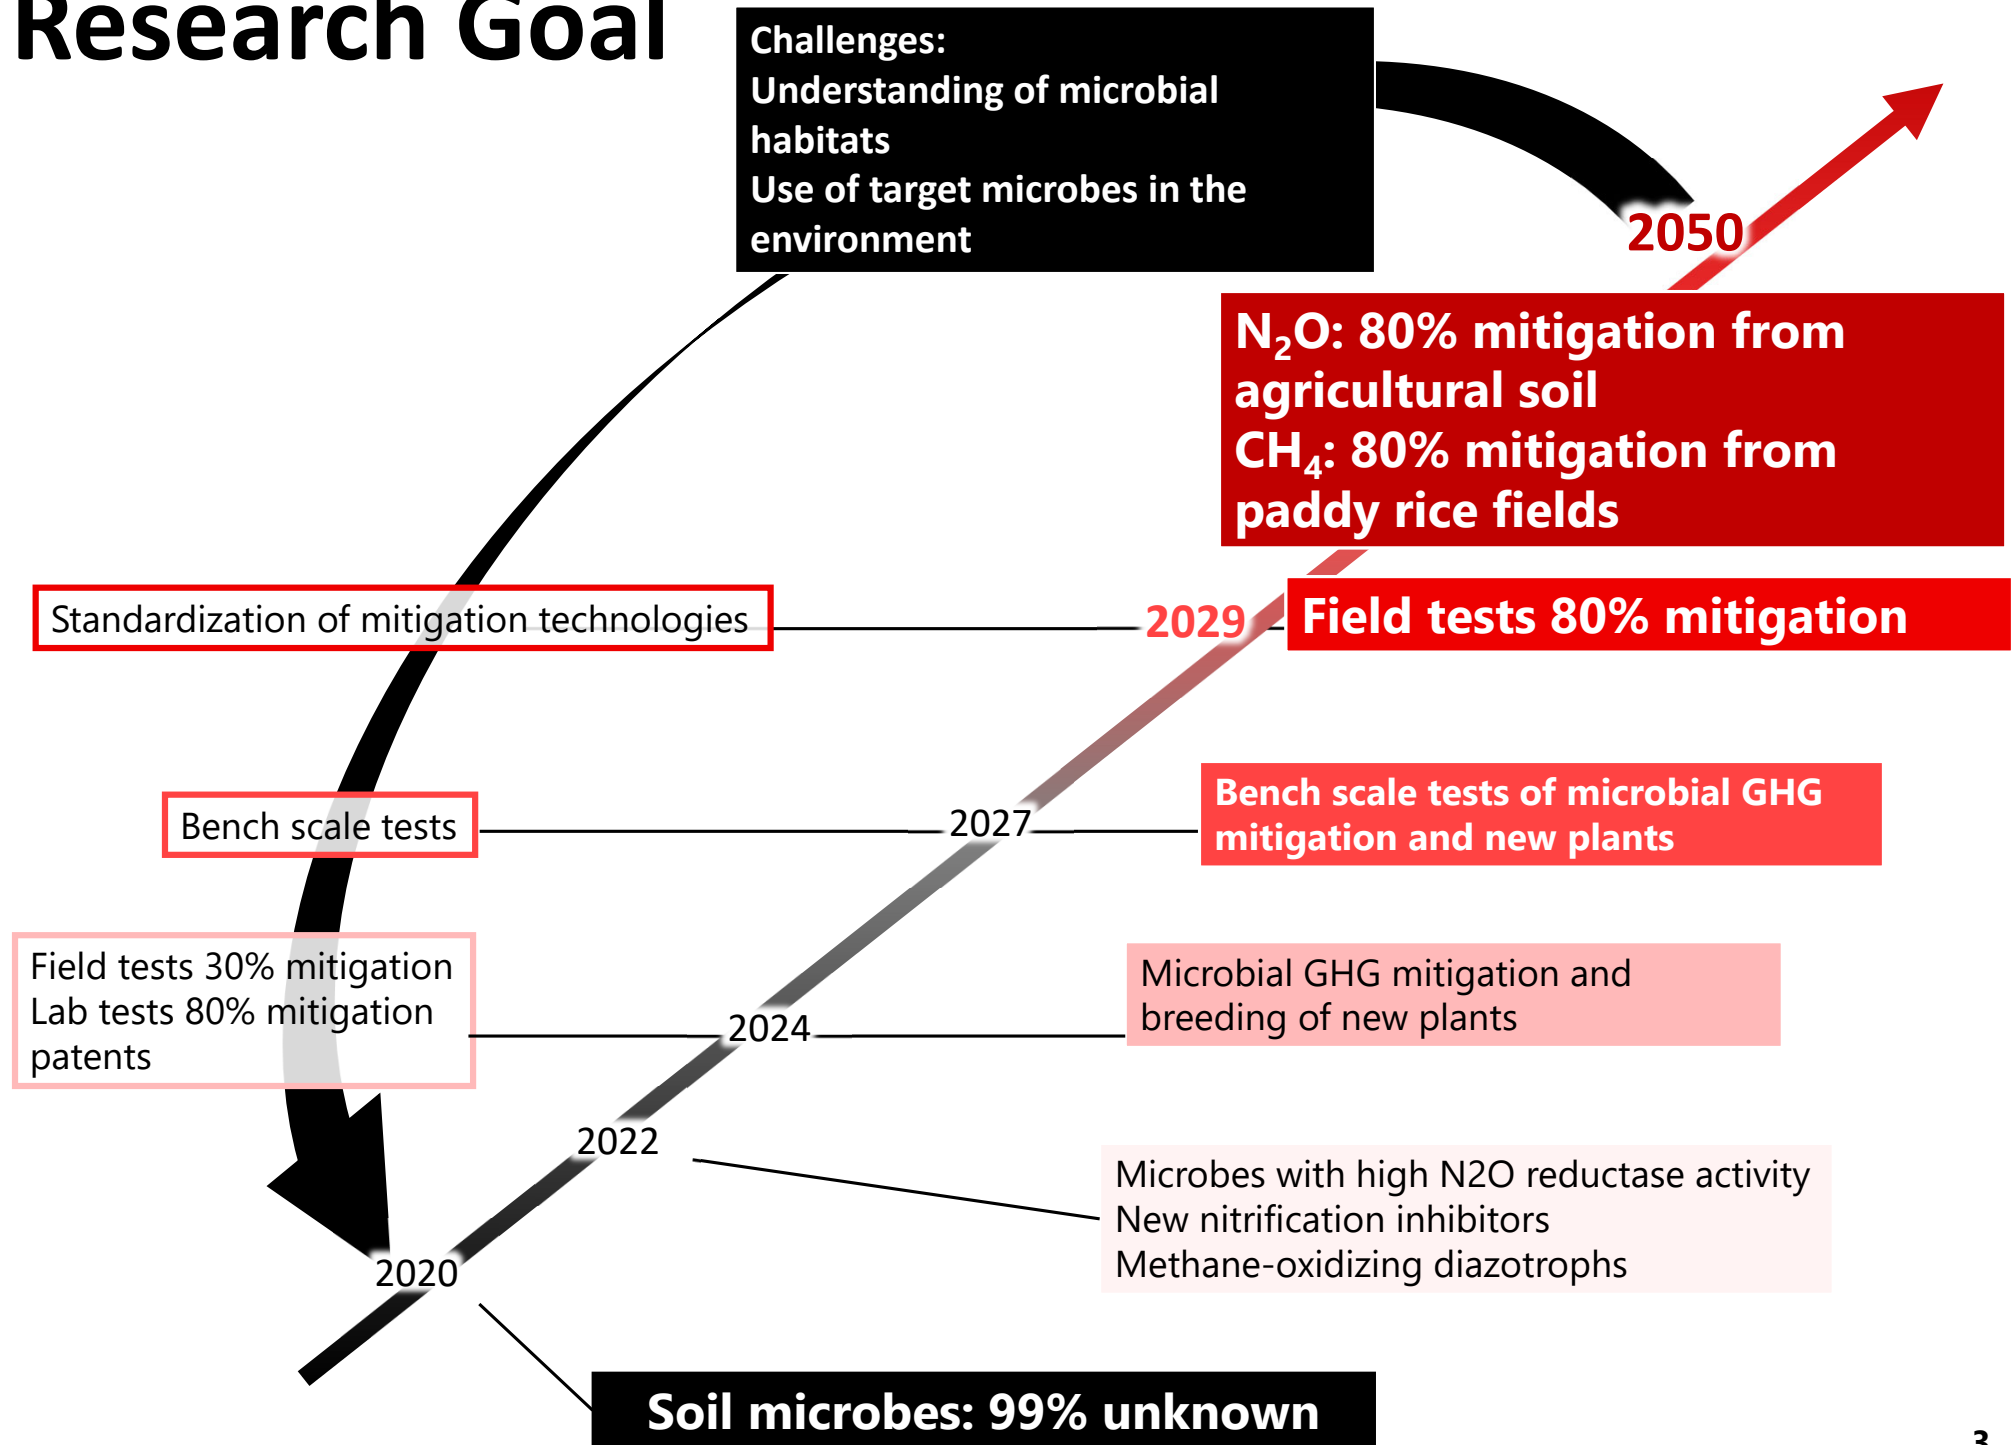 Research Goal
Challenges:
Understanding of microbial
habitats
Use of target microbes in the
environment
2050
N₂O: 80% mitigation from
agricultural soil
CH₄: 80% mitigation from
paddy rice fields
Standardization of mitigation technologies
2029
Field tests 80% mitigation
Bench scale tests
2027
Bench scale tests of microbial GHG
mitigation and new plants
Field tests 30% mitigation
Lab tests 80% mitigation
patents
2024
Microbial GHG mitigation and
breeding of new plants
2022
Microbes with high N2O reductase activity
New nitrification inhibitors
Methane-oxidizing diazotrophs
2020
Soil microbes: 99% unknown
3